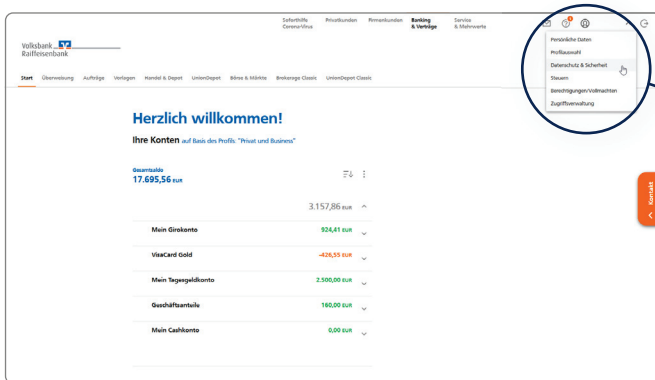 Soforthilfe Corona-Virus
Privatkunden
Firmenkunden
Banking & Verträge
Service & Mehrwerte
Volksbank
Raiffeisenbank
Start Überweisung Aufträge Vorlagen Handel & Depot UnionDepot Börse & Märkte Brokerage Classic UnionDepot Classic
Persönliche Daten
Profilauswahl
Datenschutz & Sicherheit
Steuern
Berechtigungen/Vollmachten
Zugriffsverwaltung
Herzlich willkommen!
Ihre Konten auf Basis des Profils: "Privat und Business"
Gesamtsaldo
17.695,56 EUR
3.157,86 EUR
Mein Girokonto 924,41 EUR
VisaCard Gold -426,55 EUR
Mein Tagesgeldkonto 2.500,00 EUR
Geschäftsanteile 160,00 EUR
Mein Cashkonto 0,00 EUR
Kontakt